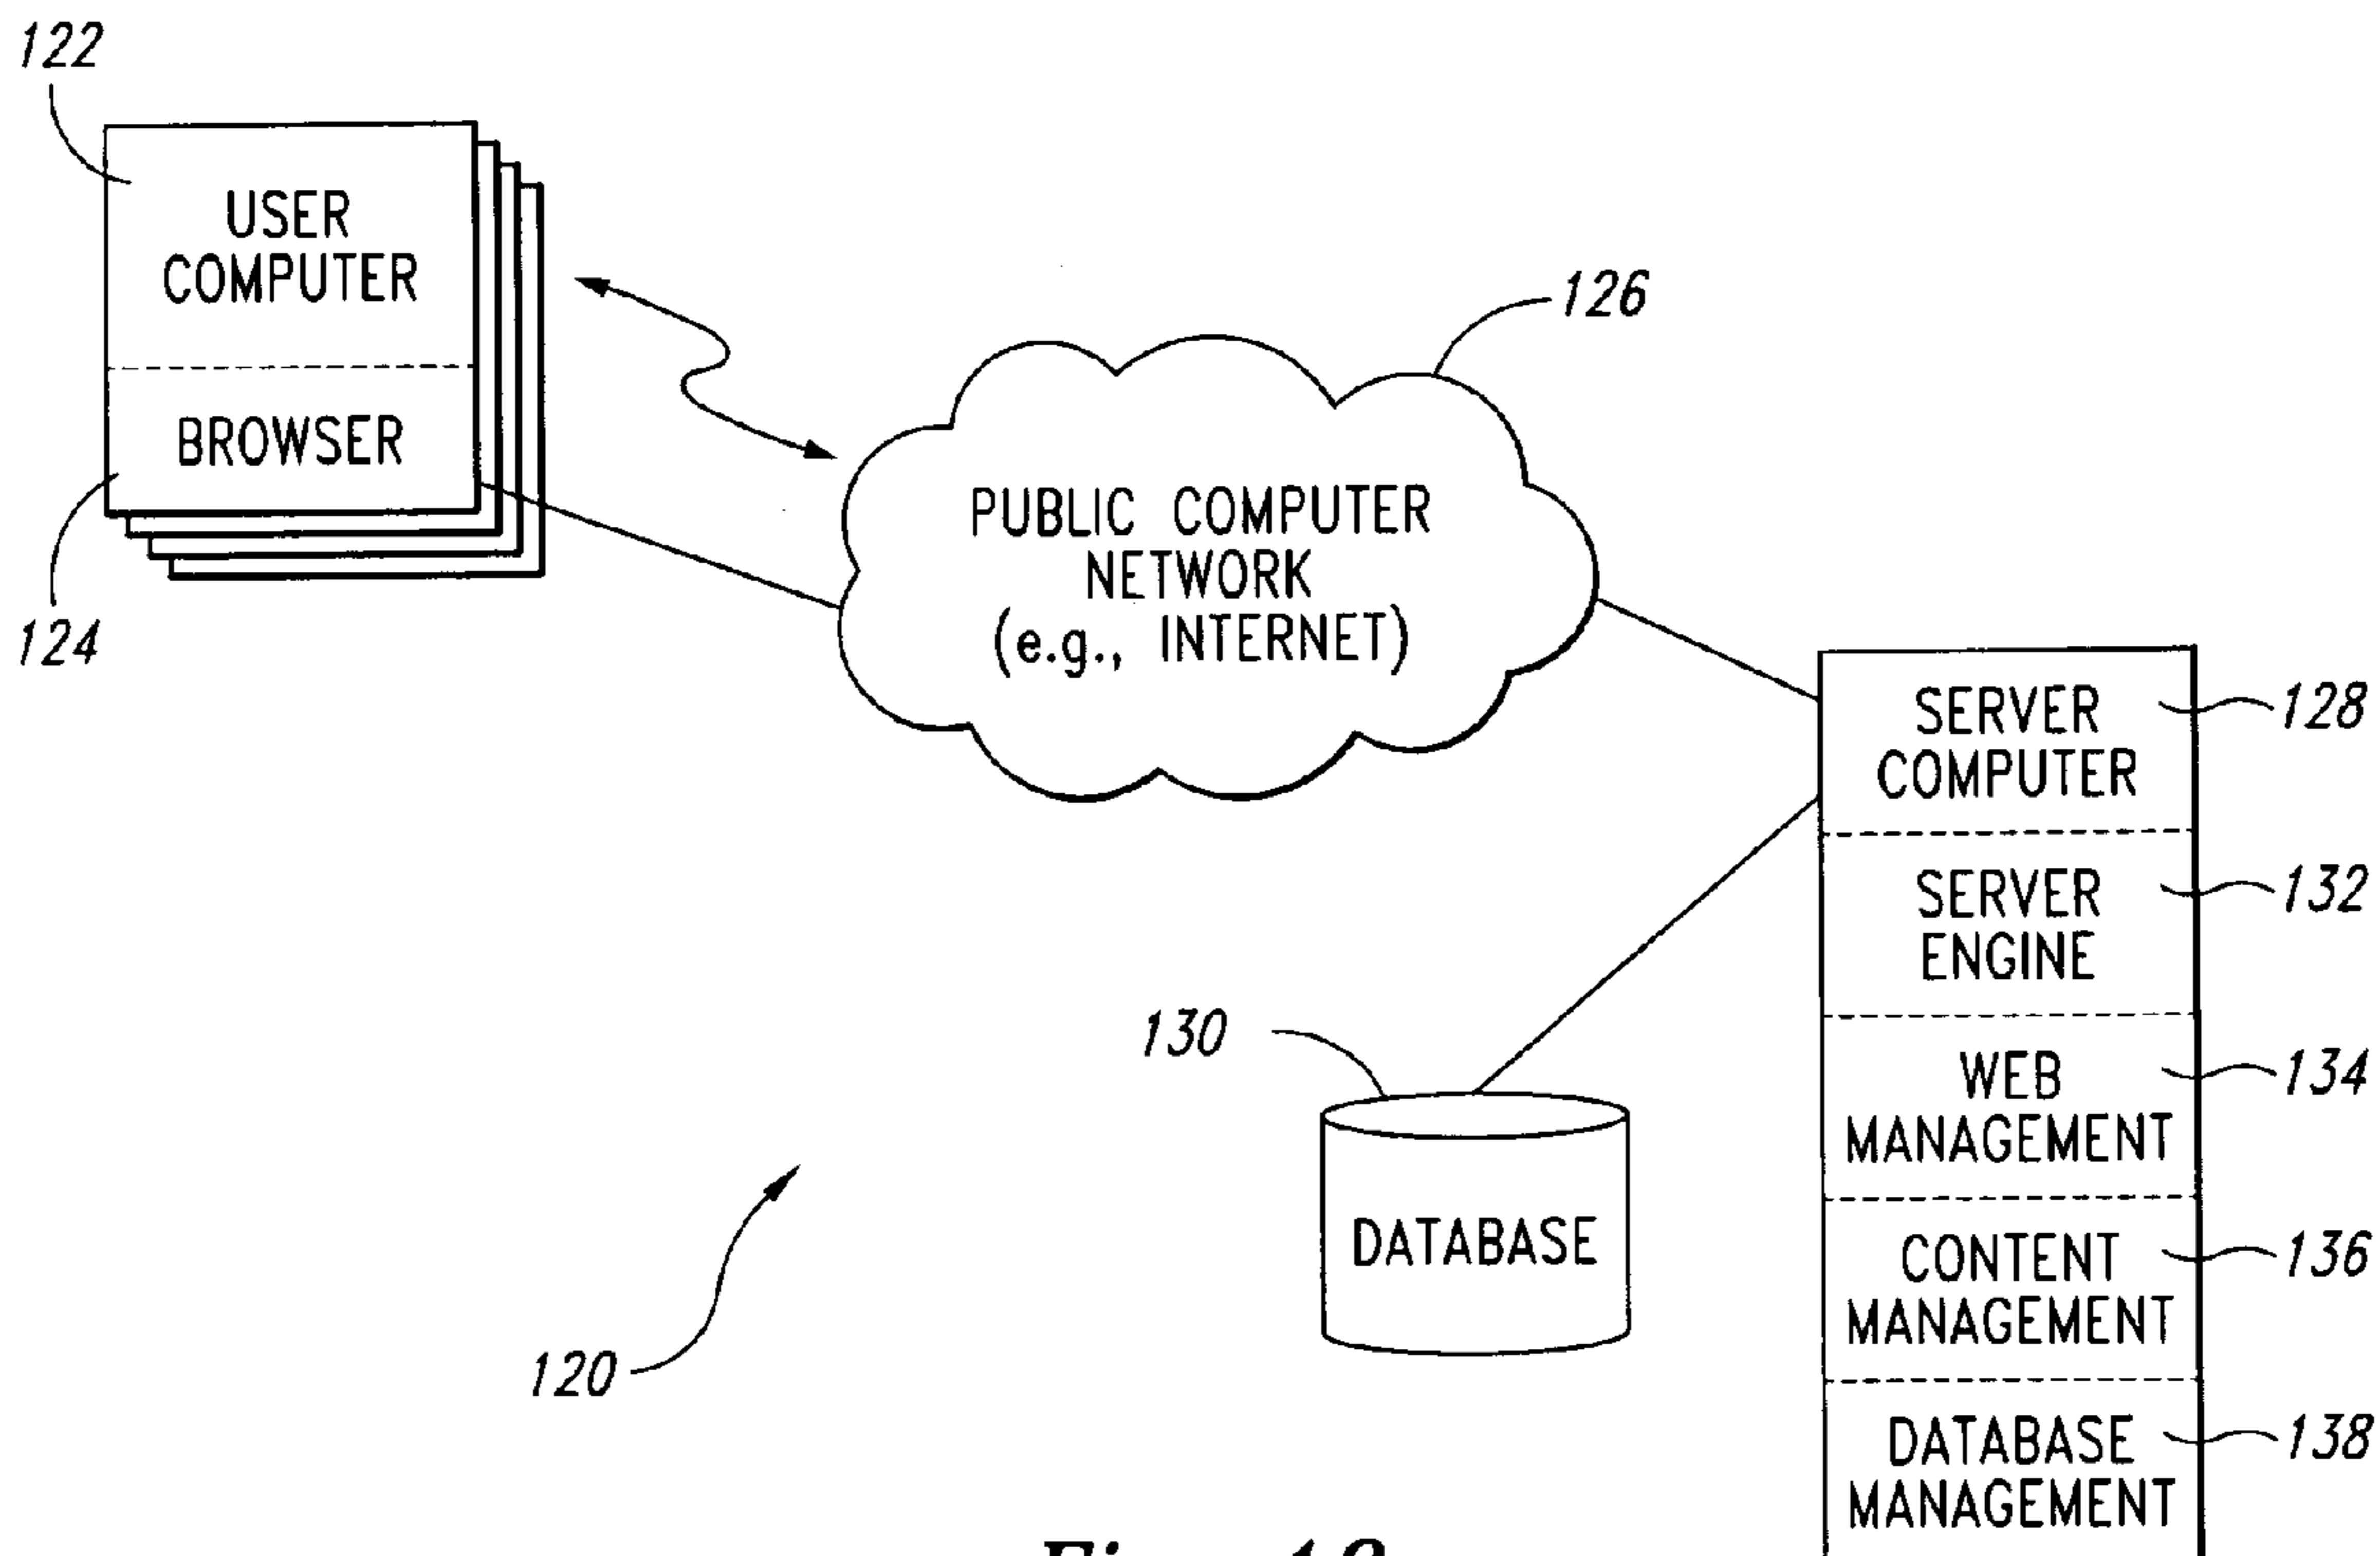 122
USER
COMPUTER
BROWSER
124
126
PUBLIC COMPUTER
NETWORK
(e.g., INTERNET)
SERVER
COMPUTER
128
SERVER
ENGINE
132
WEB
MANAGEMENT
134
CONTENT
MANAGEMENT
136
DATABASE
MANAGEMENT
138
130
DATABASE
120